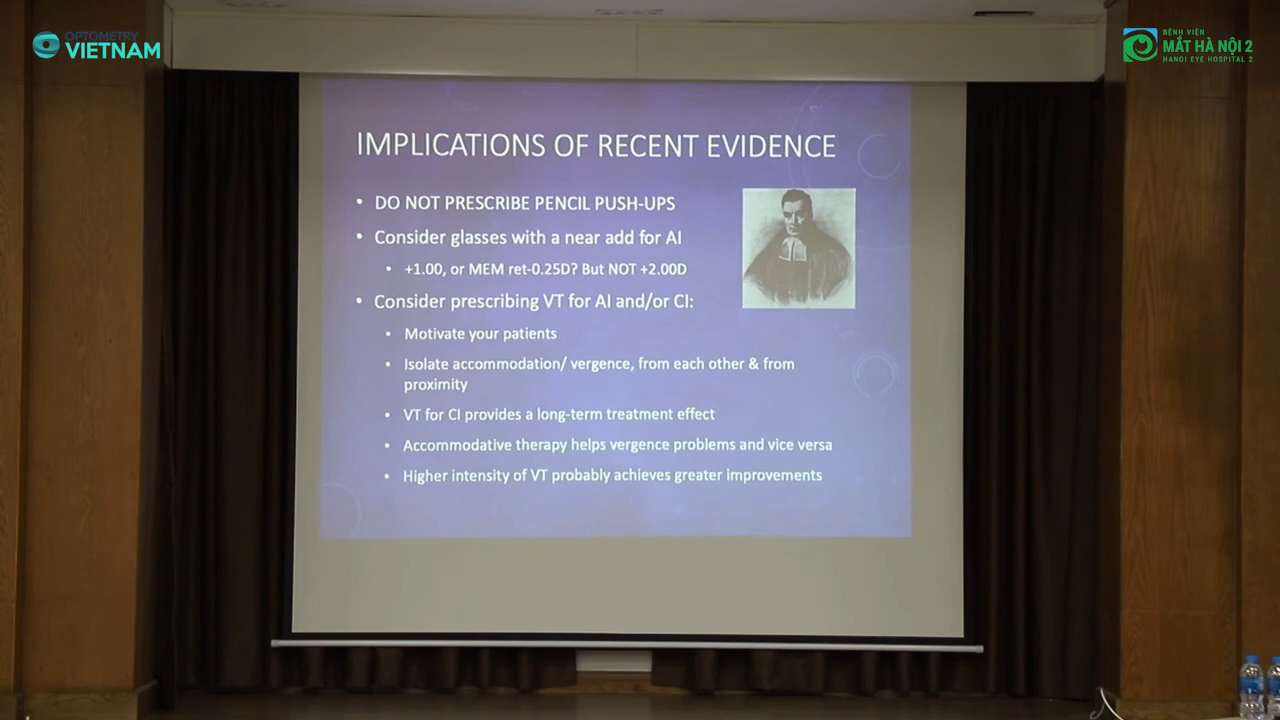 OPTOMETRY
VIETNAM
BỆNH VIỆN
MẮT HÀ NỘI 2
HANOI EYE HOSPITAL 2
IMPLICATIONS OF RECENT EVIDENCE
• DO NOT PRESCRIBE PENCIL PUSH-UPS
• Consider glasses with a near add for AI
• +1.00, or MEM ret-0.25D? But NOT +2.00D
• Consider prescribing VT for AI and/or CI:
• Motivate your patients
• Isolate accommodation/ vergence, from each other & from
proximity
• VT for CI provides a long-term treatment effect
• Accommodative therapy helps vergence problems and vice versa
• Higher intensity of VT probably achieves greater improvements